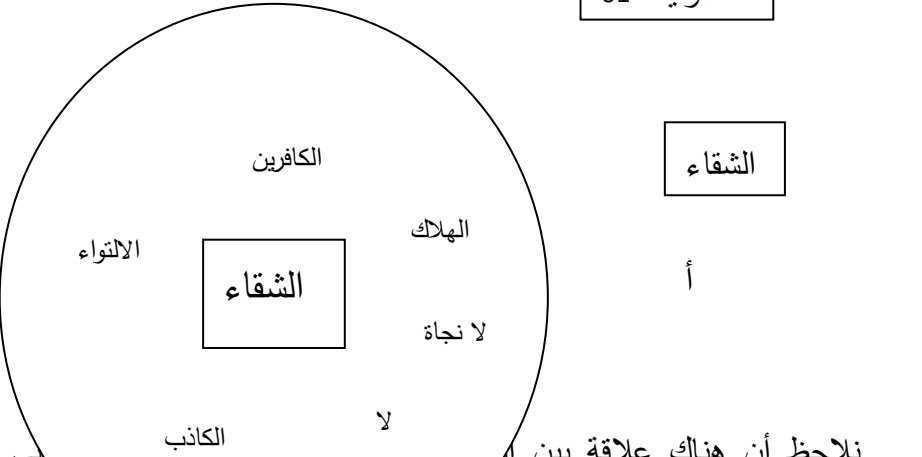 الشقاء
الكافرين
الهلاك
الالتواء
الشقاء
أ
لا نجاة
لا
الكاذب
نلاحظ أن هناك علاقة بين